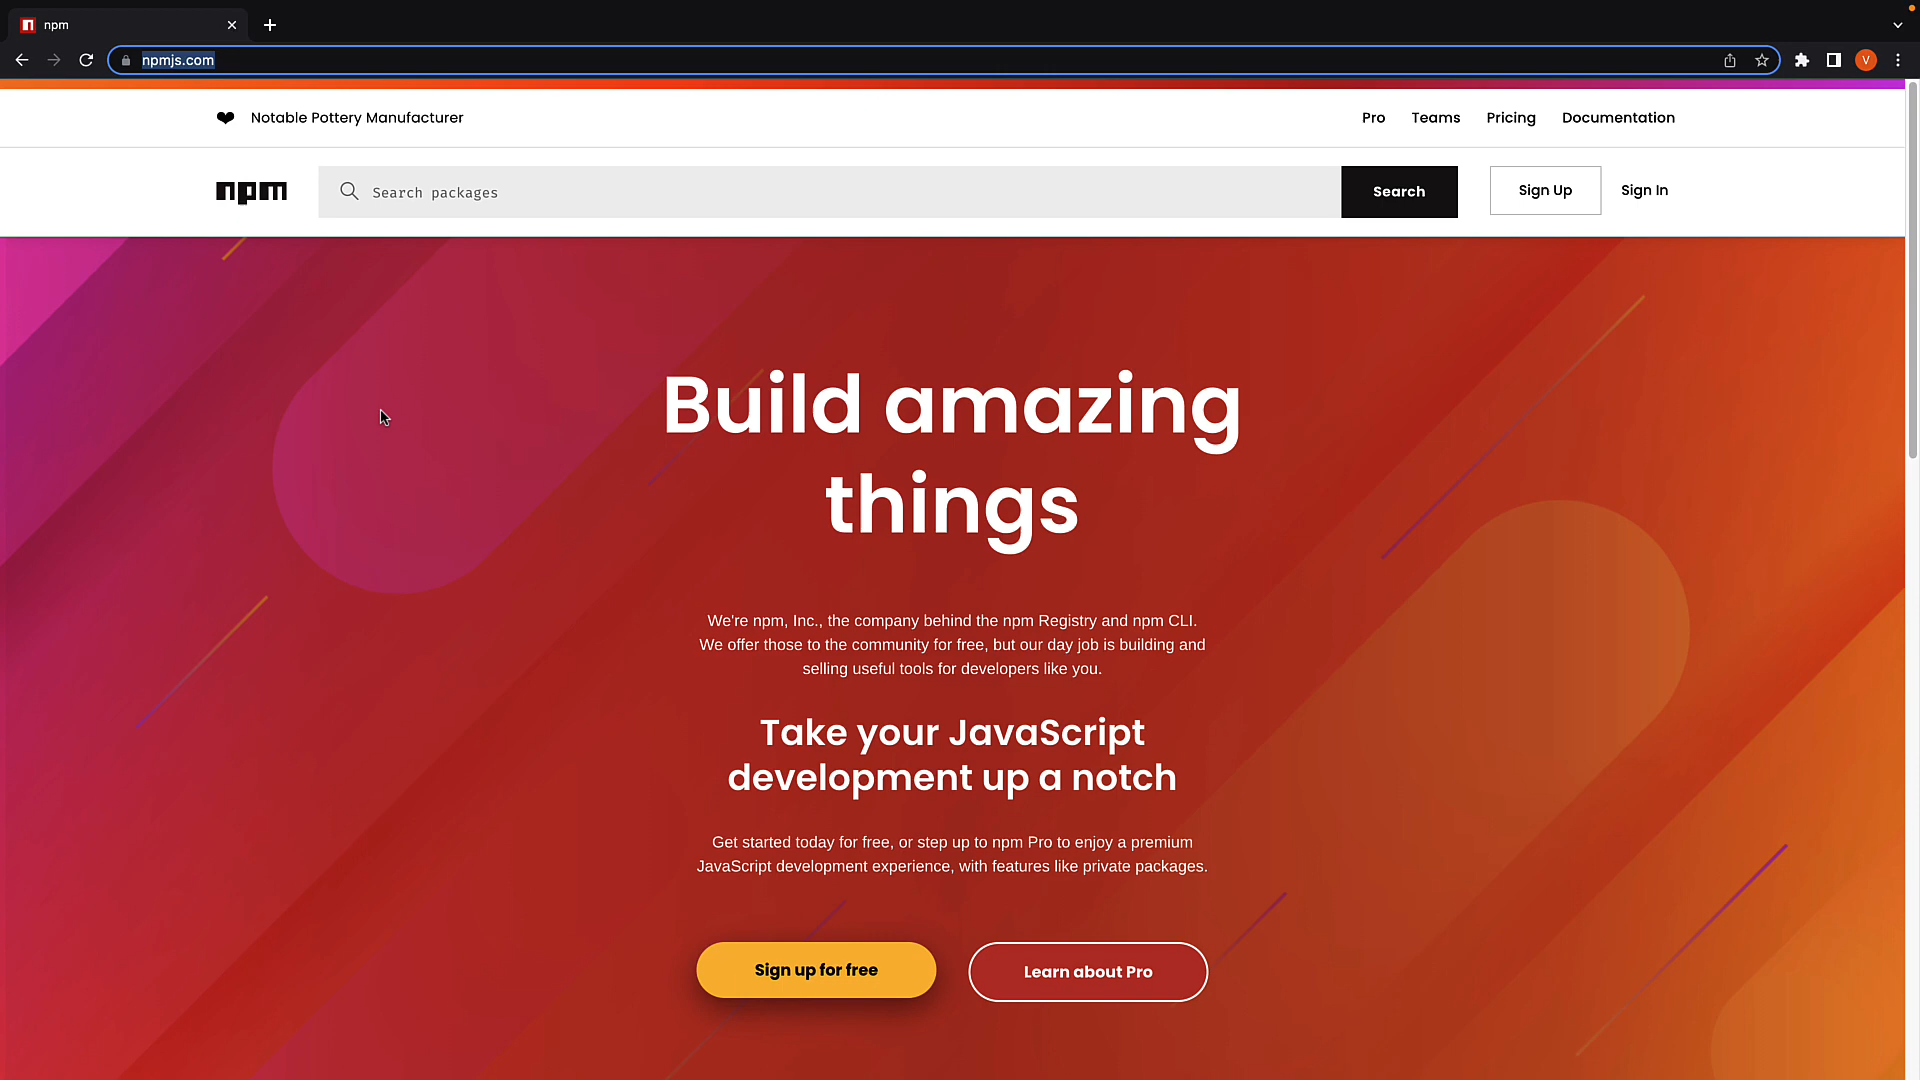 npm
npmjs.com
V
Notable Pottery Manufacturer
Pro
Teams
Pricing
Documentation
npm
Search packages
Search
Sign Up
Sign In
Build amazing
things
We're npm, Inc., the company behind the npm Registry and npm CLI.
We offer those to the community for free, but our day job is building and
selling useful tools for developers like you.
Take your JavaScript
development up a notch
Get started today for free, or step up to npm Pro to enjoy a premium
JavaScript development experience, with features like private packages.
Sign up for free
Learn about Pro